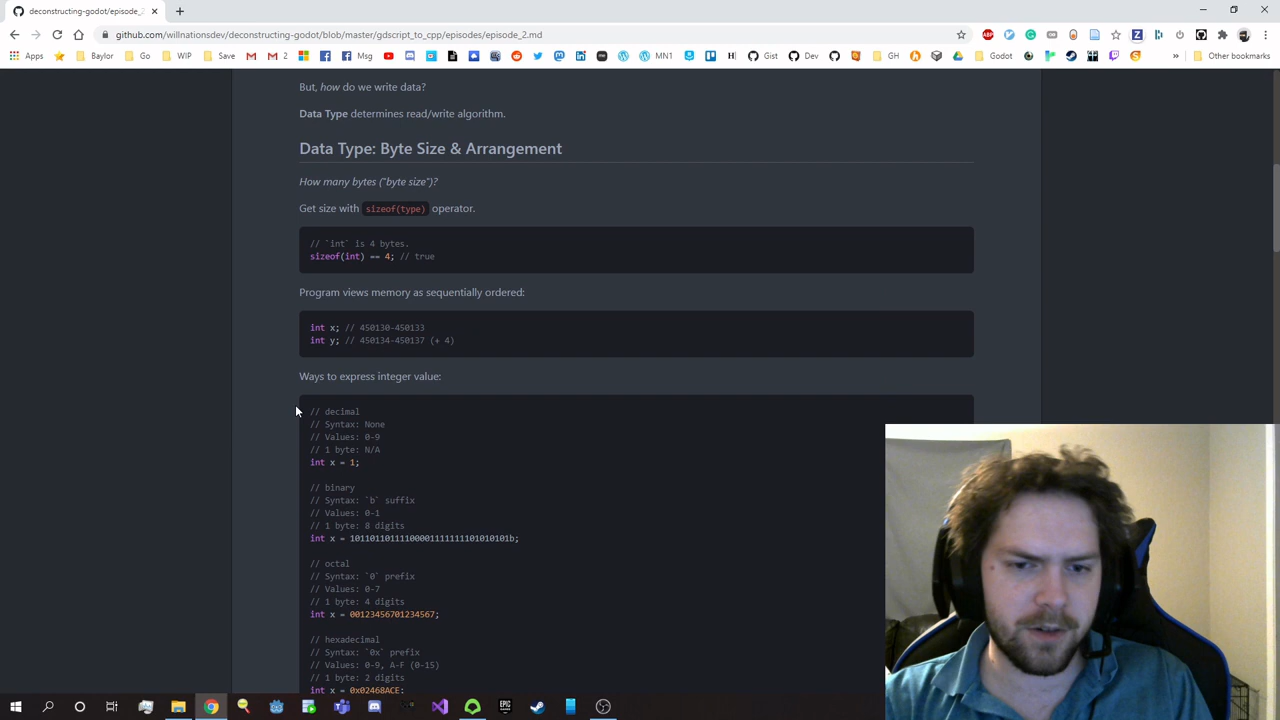 deconstructing-godot/episode_2
github.com/willnationsdev/deconstructing-godot/blob/master/gdscript_to_cpp/episodes/episode_2.md
Apps Baylor Go WIP Save M 2 Msg MN1 Gist Dev GH Godot » Other bookmarks
But, how do we write data?
Data Type determines read/write algorithm.
Data Type: Byte Size & Arrangement
How many bytes ("byte size")?
Get size with sizeof(type) operator.
// `int` is 4 bytes.
sizeof(int) == 4; // true
Program views memory as sequentially ordered:
int x; // 450130-450133
int y; // 450134-450137 (+ 4)
Ways to express integer value:
// decimal
// Syntax: None
// Values: 0-9
// 1 byte: N/A
int x = 1;
// binary
// Syntax: `b` suffix
// Values: 0-1
// 1 byte: 8 digits
// octal
// Syntax: `0` prefix
// Values: 0-7
// 1 byte: 4 digits
int x = 00123456701234567;
// hexadecimal
// Syntax: `0x` prefix
// Values: 0-9, A-F (0-15)
// 1 byte: 2 digits
int x = 0x02468ACE;